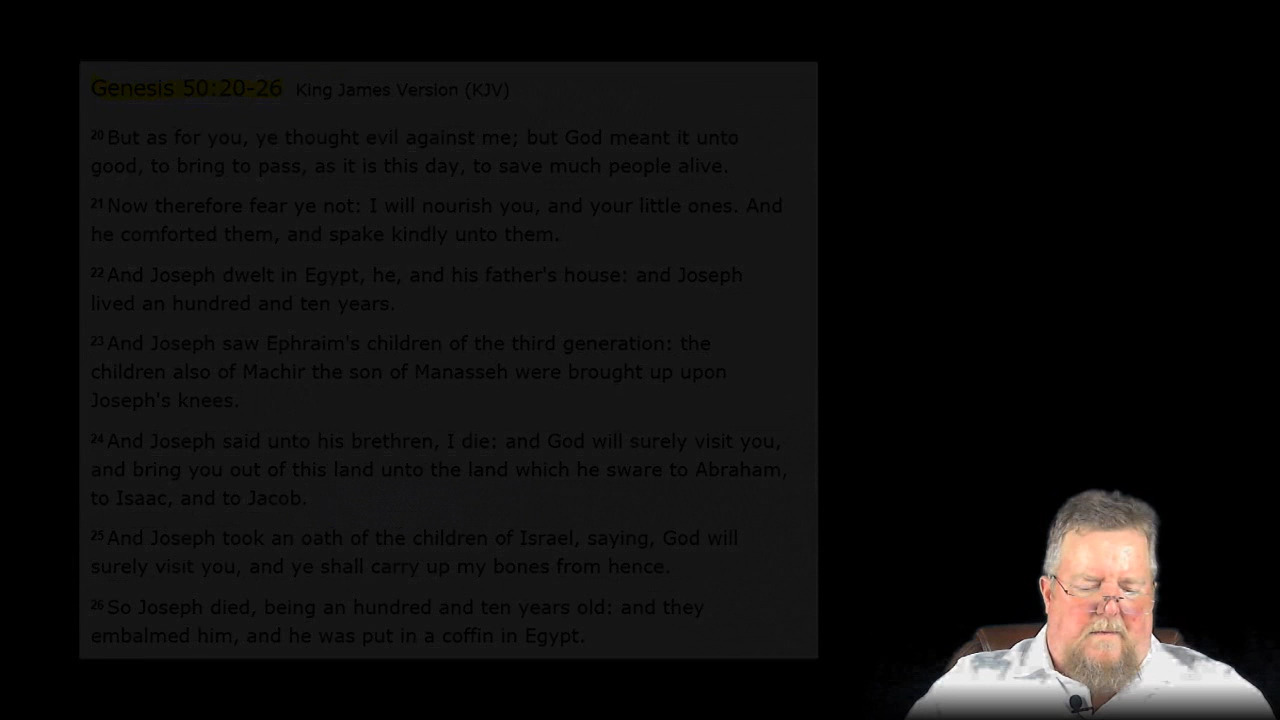 Genesis 50:20-26 King James Version (KJV)
20 But as for you, ye thought evil against me; but God meant it unto
good, to bring to pass, as it is this day, to save much people alive.
21 Now therefore fear ye not: I will nourish you, and your little ones. And
he comforted them, and spake kindly unto them.
22 And Joseph dwelt in Egypt, he, and his father's house: and Joseph
lived an hundred and ten years.
23 And Joseph saw Ephraim's children of the third generation: the
children also of Machir the son of Manasseh were brought up upon
Joseph's knees.
24 And Joseph said unto his brethren, I die: and God will surely visit you,
and bring you out of this land unto the land which he sware to Abraham,
to Isaac, and to Jacob.
25 And Joseph took an oath of the children of Israel, saying, God will
surely visit you, and ye shall carry up my bones from hence.
26 So Joseph died, being an hundred and ten years old: and they
embalmed him, and he was put in a coffin in Egypt.